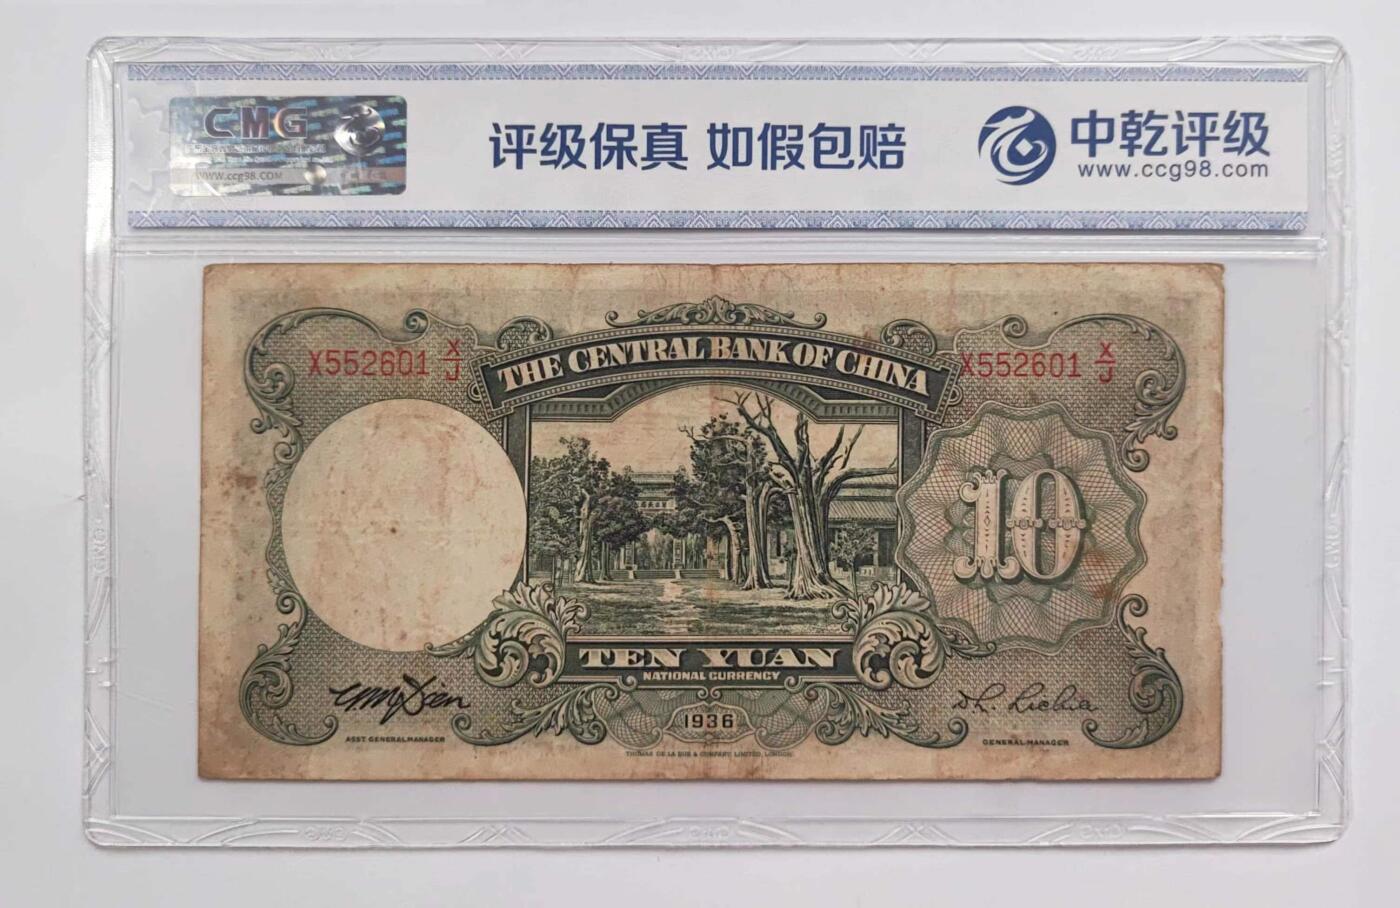 CMG
WWW.CCG98.COM
评级保真 如假包赔
中乾评级
www.ccg98.com
X552601 X/J
THE CENTRAL BANK OF CHINA
X552601 X/J
10
TEN YUAN
NATIONAL CURRENCY
1936
ASST GENERAL MANAGER
GENERAL MANAGER
THOMAS DE LA RUE & COMPANY, LIMITED, LONDON.